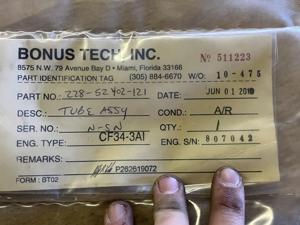 BONUS TECH, INC. № 511223
8575 N.W. 79 Avenue Bay D • Miami, Florida 33166
PART IDENTIFICATION TAG (305) 884-6670 W/O: 10-475
PART NO.: 228-52402-121 DATE: JUN 01 2010
DESC.: TUBE ASSY COND.: A/R
SER. NO.: N-SN QTY.: 1
ENG. TYPE: CF34-3A1 ENG. S/N: 807042
REMARKS:
P262619072
FORM: BT02